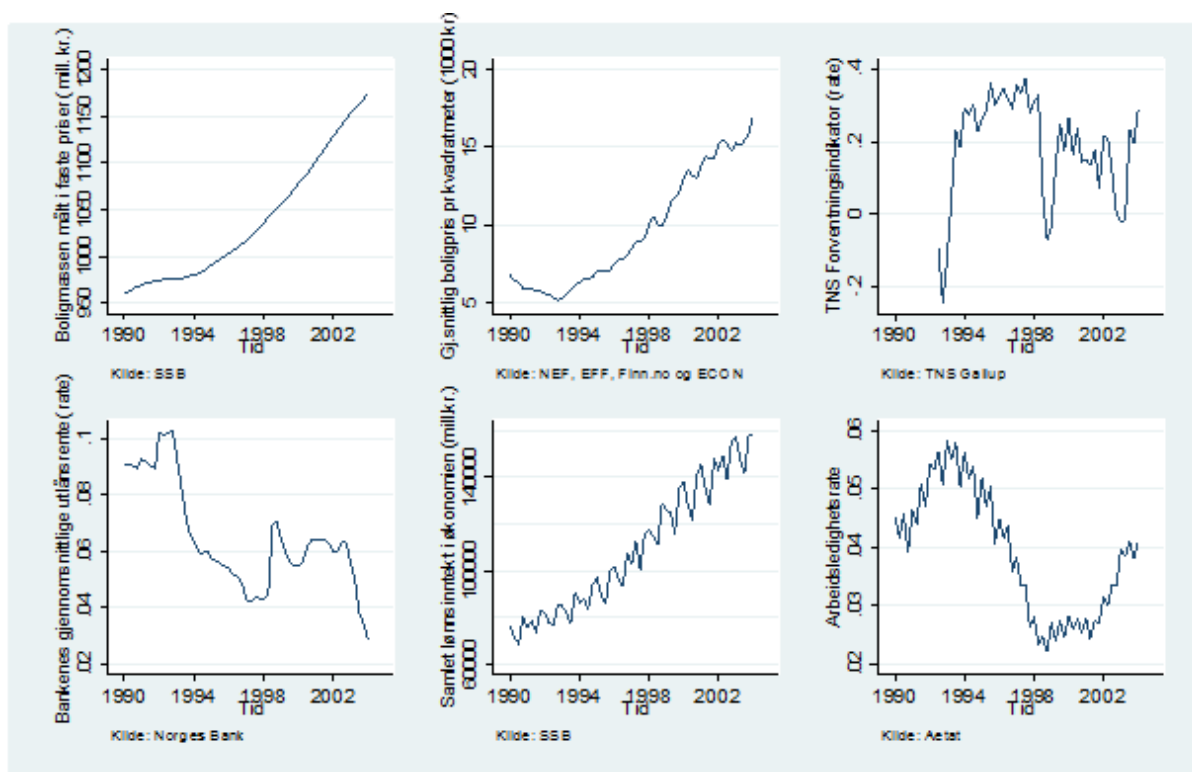 Boligmassen målt i faste priser (mill. kr.)
950 1000 1050 1100 1150 1200
1990 1994 1998 2002
Tid
Kilde: SSB
Gj.snittlig boligpris pr kvadratmeter (1000 kr)
5 10 15 20
1990 1994 1998 2002
Tid
Kilde: NEF, EFF, Finn.no og ECON
TNS Forventningsindikator (rate)
-.2 0 .2 .4
1990 1994 1998 2002
Tid
Kilde: TNS Gallup
Bankenes gjennomsnittlige utlånsrente (rate)
.02 .04 .06 .08 .1
1990 1994 1998 2002
Tid
Kilde: Norges Bank
Samlet lønnsinntekt i økonomien (mill.kr.)
60000 100000 140000
1990 1994 1998 2002
Tid
Kilde: SSB
Arbeidsledighetsrate
.02 .03 .04 .05 .06
1990 1994 1998 2002
Tid
Kilde: Aetat